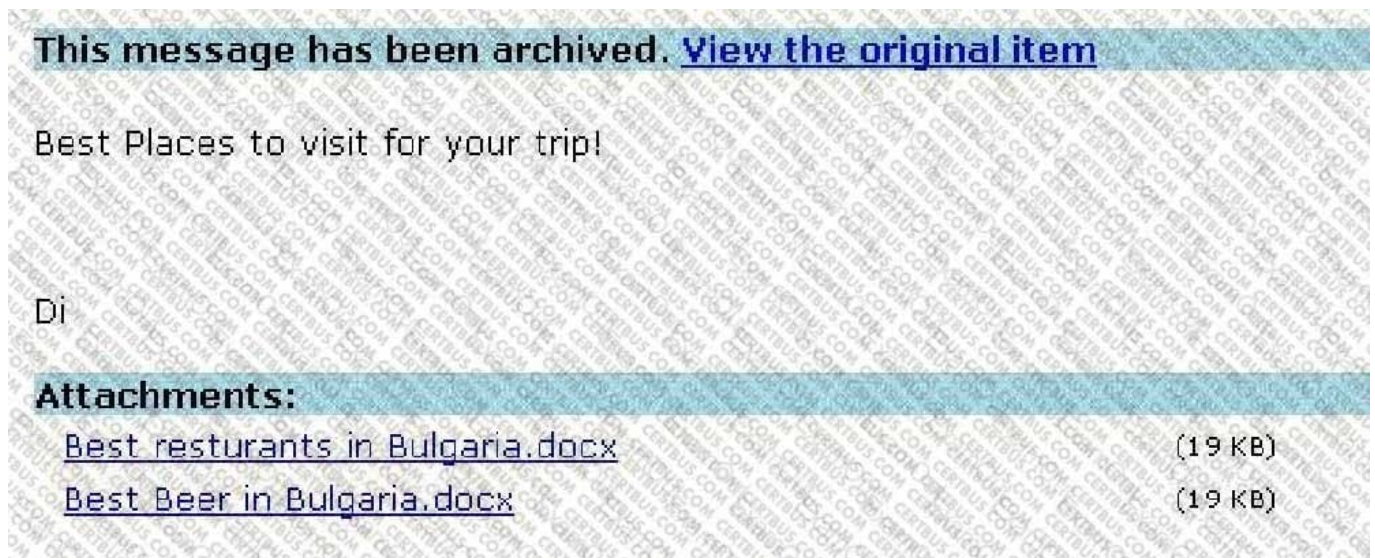 This message has been archived. View the original item
Best Places to visit for your trip!
Di
Attachments:
Best resturants in Bulgaria.docx (19 KB)
Best Beer in Bulgaria.docx (19 KB)